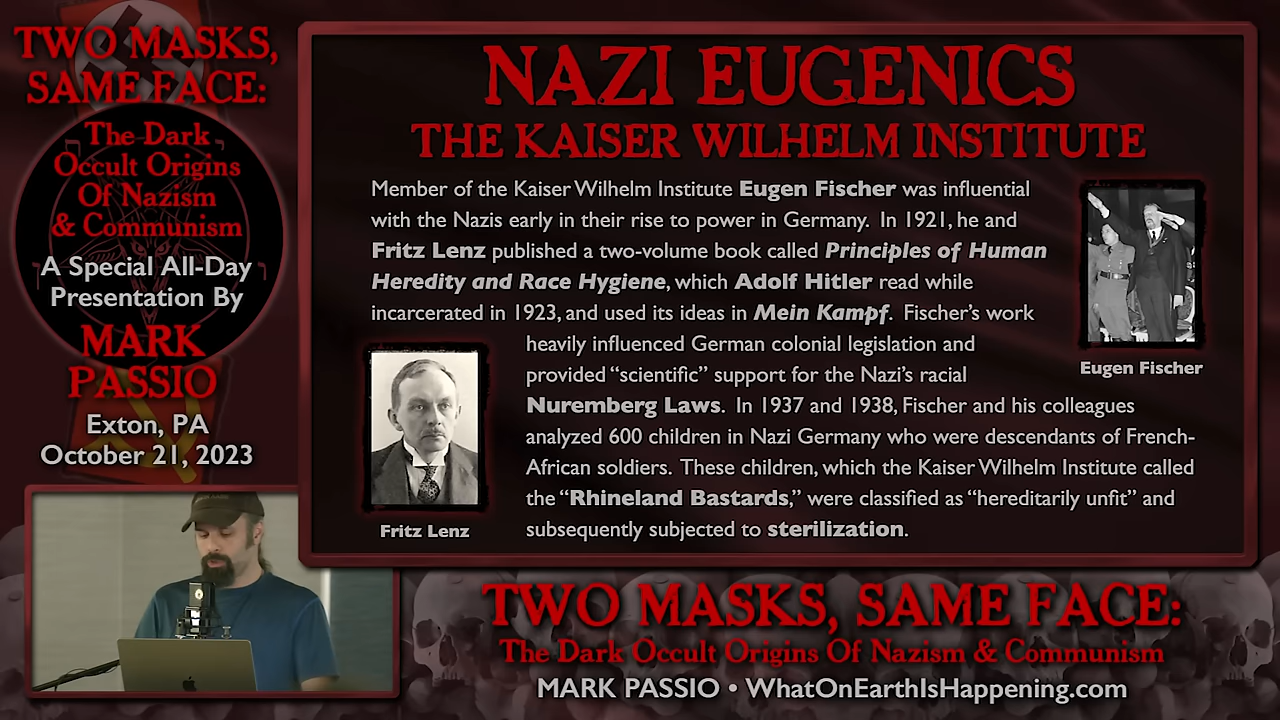 TWO MASKS,
SAME FACE:
The Dark
Occult Origins
Of Nazism
& Communism
A Special All-Day
Presentation By
MARK
PASSIO
Exton, PA
October 21, 2023
NAZI EUGENICS
THE KAISER WILHELM INSTITUTE
Member of the Kaiser Wilhelm Institute Eugen Fischer was influential
with the Nazis early in their rise to power in Germany. In 1921, he and
Fritz Lenz published a two-volume book called Principles of Human
Heredity and Race Hygiene, which Adolf Hitler read while
incarcerated in 1923, and used its ideas in Mein Kampf. Fischer's work
heavily influenced German colonial legislation and
provided “scientific” support for the Nazi's racial
Nuremberg Laws. In 1937 and 1938, Fischer and his colleagues
analyzed 600 children in Nazi Germany who were descendants of French-
African soldiers. These children, which the Kaiser Wilhelm Institute called
the “Rhineland Bastards,” were classified as “hereditarily unfit” and
subsequently subjected to sterilization.
Eugen Fischer
Fritz Lenz
TWO MASKS, SAME FACE:
The Dark Occult Origins Of Nazism & Communism
MARK PASSIO • WhatOnEarthIsHappening.com